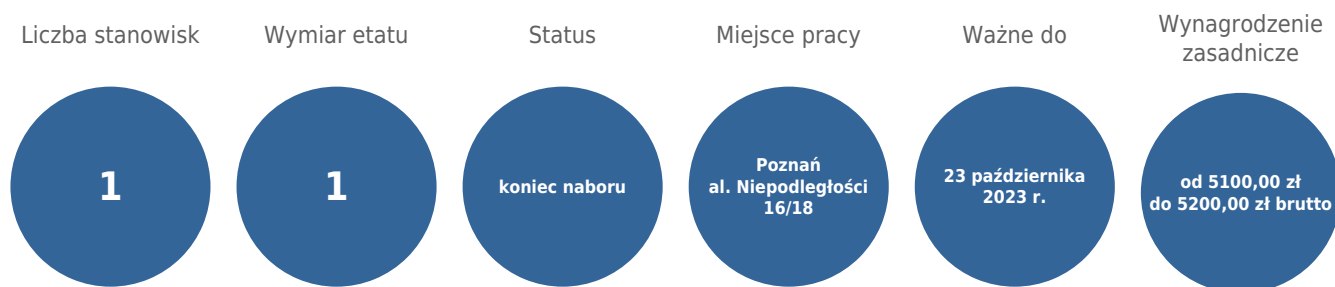 Liczba stanowisk
1
Wymiar etatu
1
Status
koniec naboru
Miejsce pracy
Poznań
al. Niepodległości
16/18
Ważne do
23 października
2023 r.
Wynagrodzenie
zasadnicze
od 5100,00 zł
do 5200,00 zł brutto